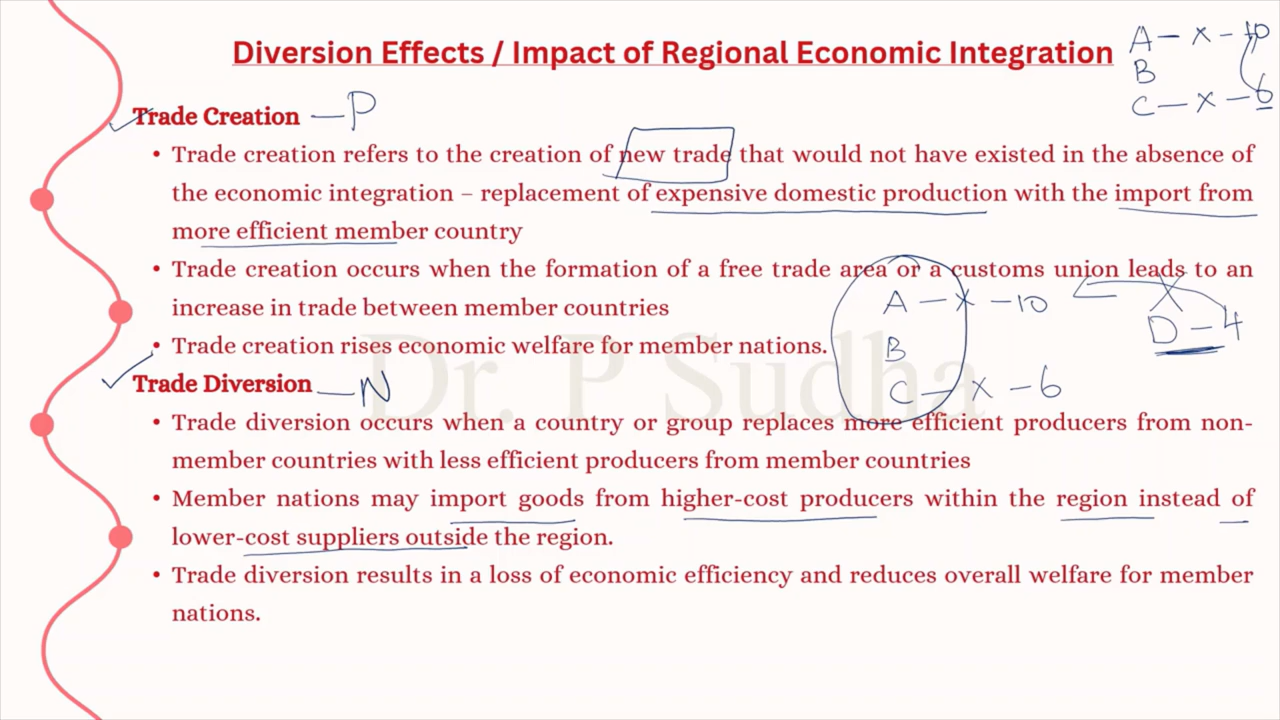 Diversion Effects / Impact of Regional Economic Integration
A - X - 10
B
C - X - 6
Trade Creation - P
• Trade creation refers to the creation of new trade that would not have existed in the absence of
the economic integration – replacement of expensive domestic production with the import from
more efficient member country
• Trade creation occurs when the formation of a free trade area or a customs union leads to an
increase in trade between member countries
A - X - 10
X
D - 4
B
• Trade creation rises economic welfare for member nations.
C - X - 6
Trade Diversion - N
Dr. P Sudha
• Trade diversion occurs when a country or group replaces more efficient producers from non-
member countries with less efficient producers from member countries
• Member nations may import goods from higher-cost producers within the region instead of
lower-cost suppliers outside the region.
• Trade diversion results in a loss of economic efficiency and reduces overall welfare for member
nations.